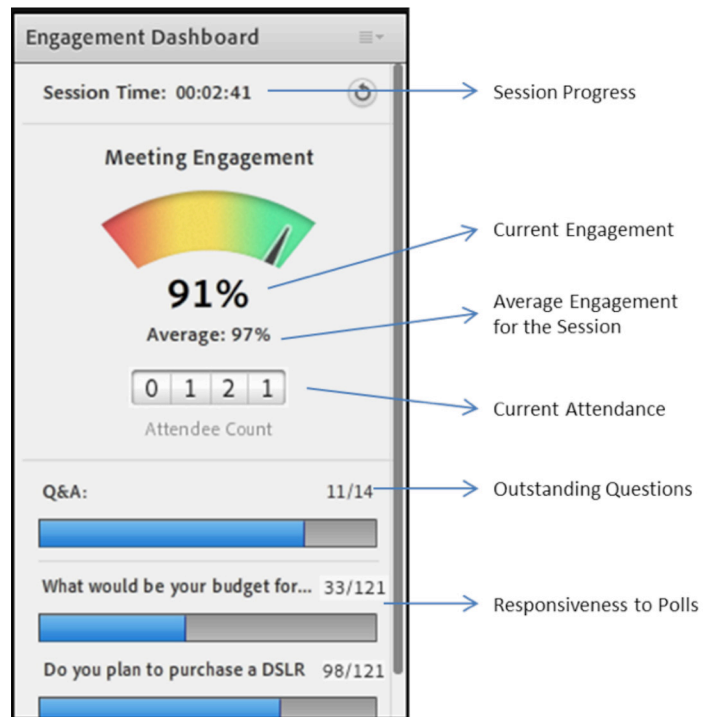 Engagement Dashboard
Session Time: 00:02:41
Session Progress
Meeting Engagement
Current Engagement
91%
Average Engagement
for the Session
Average: 97%
0 1 2 1
Current Attendance
Attendee Count
Q&A: 11/14
Outstanding Questions
What would be your budget for... 33/121
Responsiveness to Polls
Do you plan to purchase a DSLR 98/121